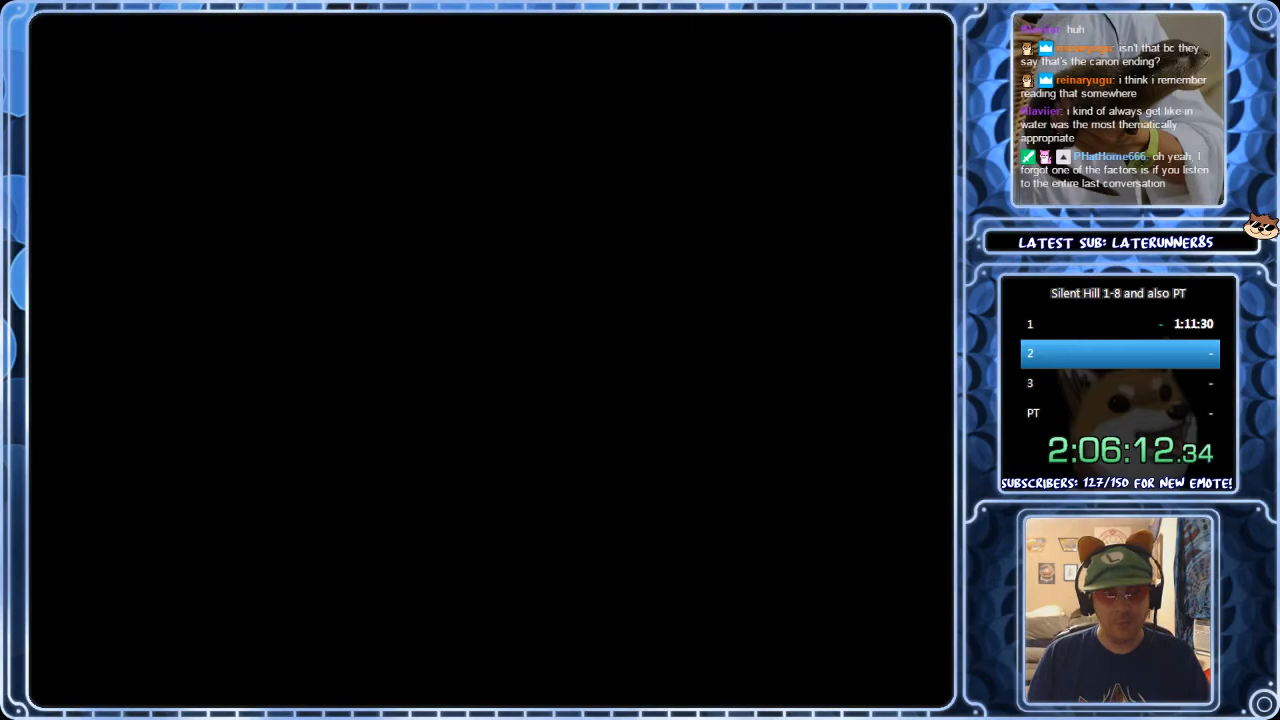 huh
isn't that bc they
say that's the canon ending?
reinaryugu: i think i remember
reading that somewhere
i kind of always get like in
water was the most thematically
appropriate
PHatHome666: oh yeah, I
forgot one of the factors is if you listen
to the entire last conversation
LATEST SUB: LATERUNNER85
Silent Hill 1-8 and also PT
1 - 1:11:30
2 -
3 -
PT -
2:06:12.34
SUBSCRIBERS: 127/150 FOR NEW EMOTE!
L